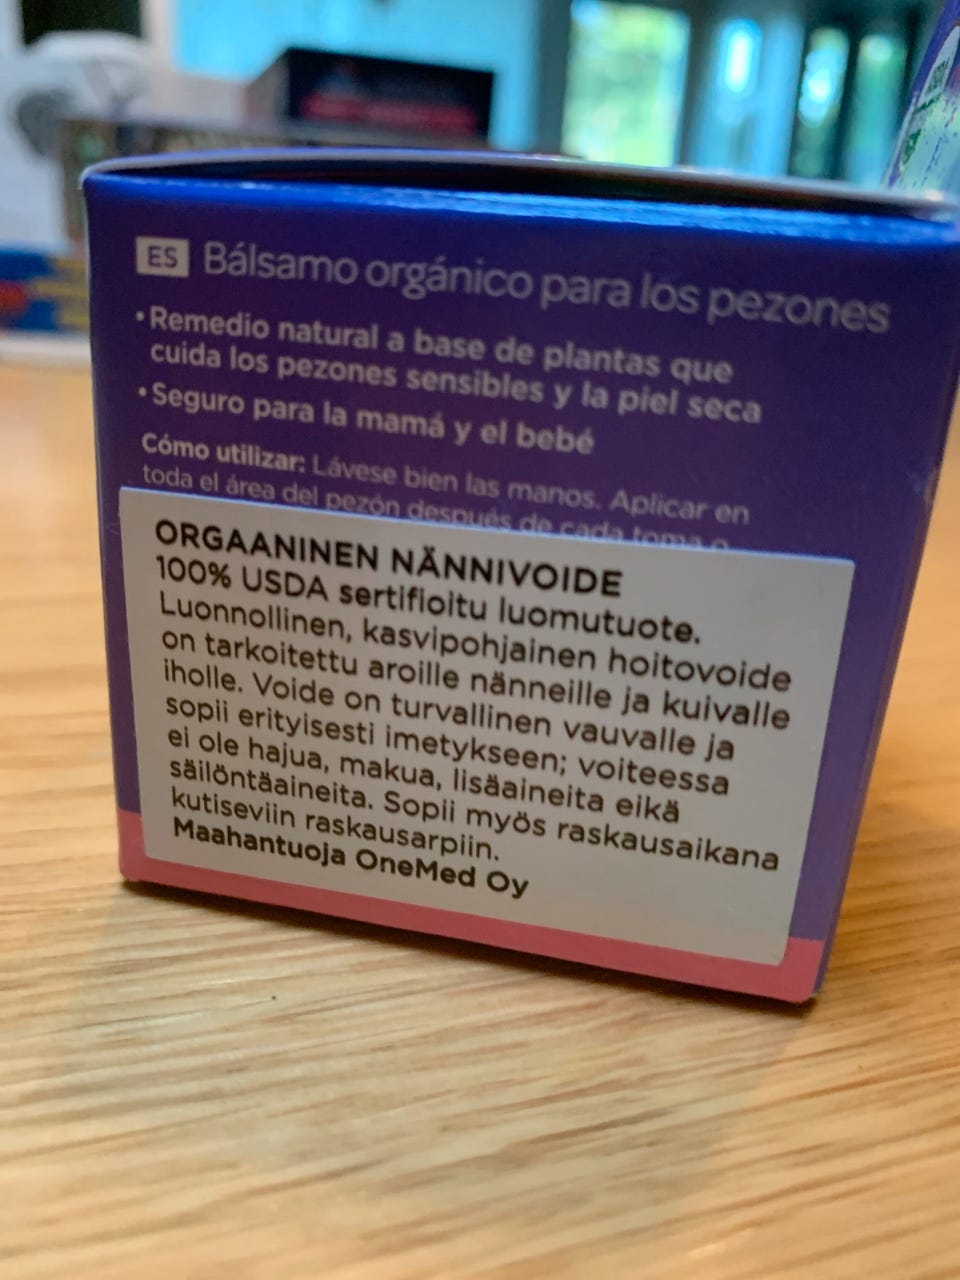 ES Bálsamo orgánico para los pezones
• Remedio natural a base de plantas que
cuida los pezones sensibles y la piel seca
• Seguro para la mamá y el bebé
Cómo utilizar: Lávese bien las manos. Aplicar en
toda el área del pezón después de cada toma o
ORGAANINEN NÄNNIVOIDE
100% USDA sertifioitu luomutuote.
Luonnollinen, kasvipohjainen hoitovoide
on tarkoitettu aroille nänneille ja kuivalle
iholle. Voide on turvallinen vauvalle ja
sopii erityisesti imetykseen; voiteessa
ei ole hajua, makua, lisäaineita eikä
säilöntäaineita. Sopii myös raskausaikana
kutiseviin raskausarpiin.
Maahantuoja OneMed Oy